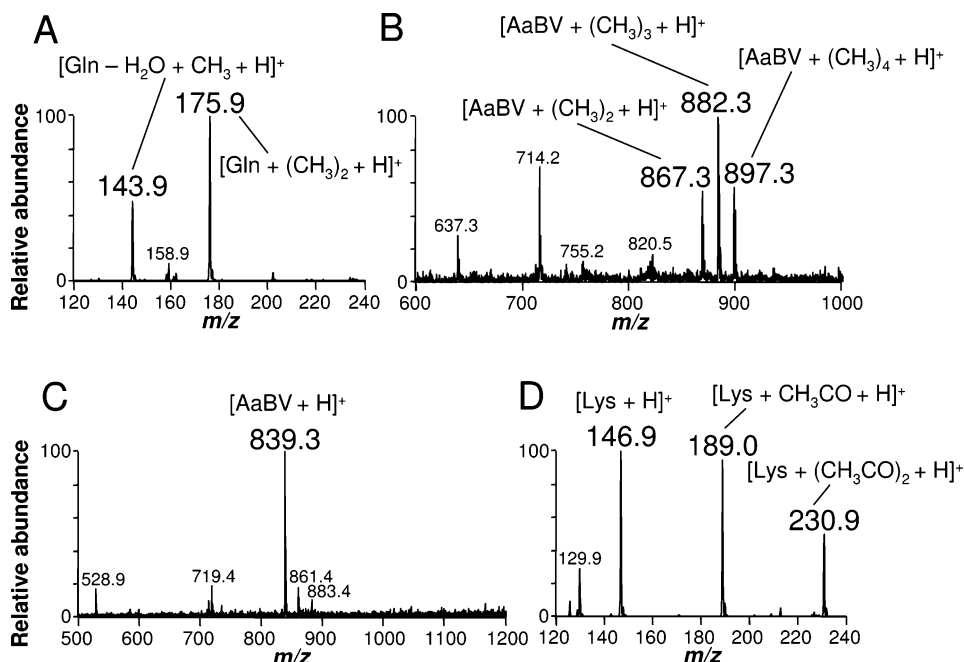 A
[Gln – H₂O + CH₃ + H]⁺
175.9
[Gln + (CH₃)₂ + H]⁺
143.9
158.9
Relative abundance
100
0
120 140 160 180 200 220 240
m/z
B
[AaBV + (CH₃)₃ + H]⁺
[AaBV + (CH₃)₄ + H]⁺
[AaBV + (CH₃)₂ + H]⁺
882.3
867.3
897.3
714.2
637.3
755.2
820.5
100
0
600 700 800 900 1000
m/z
C
[AaBV + H]⁺
839.3
528.9
719.4
861.4
883.4
Relative abundance
100
0
500 600 700 800 900 1000 1100 1200
m/z
D
[Lys + H]⁺
[Lys + CH₃CO + H]⁺
146.9
189.0
[Lys + (CH₃CO)₂ + H]⁺
230.9
129.9
100
0
120 140 160 180 200 220 240
m/z